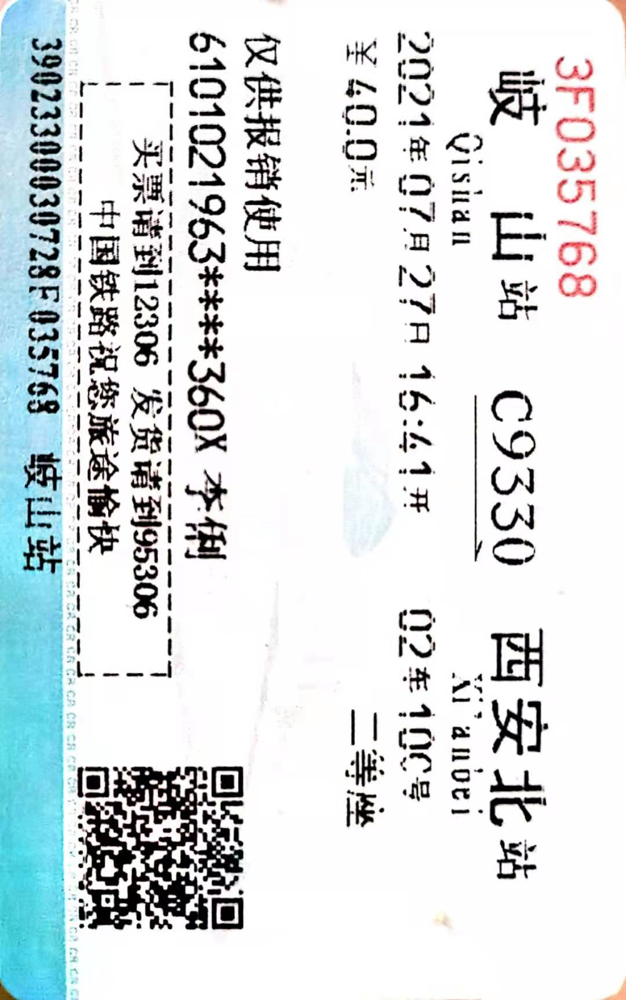 3F035768
岐山站 C9330 西安北站
Qishan Xi'anbei
2021年07月27日 16:41开 02车10C号
￥40.0元 二等座
仅供报销使用
6101021963****360X 李俐
买票请到12306 发货请到95306
中国铁路祝您旅途愉快
39023300030728F035768 岐山站